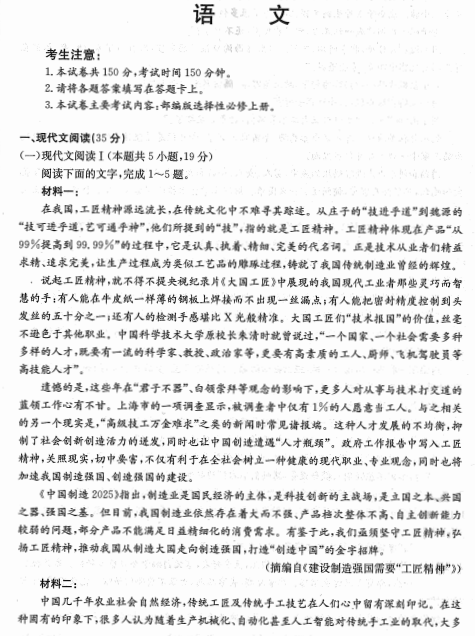 语 文
考生注意:
1.本试卷共150分,考试时间150分钟。
2.请将各题答案填写在答题卡上。
3.本试卷主要考试内容:部编版选择性必修上册。
一、现代文阅读(35分)
(一)现代文阅读Ⅰ(本题共5小题,19分)
阅读下面的文字,完成1~5题。
材料一:
在我国,工匠精神源远流长,在传统文化中不难寻其踪迹。从庄子的“技进乎道”到魏源的
“技可进乎道,艺可通乎神”,他们所提到的“技”,指的就是工匠精神。工匠精神体现在产品“从
99%提高到99.99%”的过程中,它是认真、执着、精细、完美的代名词。正是技术从业者们精益
求精、追求完美,让生产过程成为类似工艺品的雕琢过程,铸就了我国传统制造业曾经的辉煌。
说起工匠精神,就不得不提央视纪录片《大国工匠》中展现的我国现代工业者那些灵巧而智
慧的手;有人能在牛皮纸一样薄的钢板上焊接而不出现一丝漏点;有人能把密封精度控制到头
发丝的五十分之一;还有人的检测手感堪比X光般精准。大国工匠们“技术报国”的价值,丝毫
不逊色于其他职业。中国科学技术大学原校长朱清时就曾说过,“一个国家、一个社会需要多种
多样的人才,既要有一流的科学家、教授、政治家等,更要有高素质的工人、厨师、飞机驾驶员等
高技能人才”。
遗憾的是,这些年在“君子不器”、白领崇拜等观念的影响下,更多人对从事与技术打交道的
蓝领工作心有不甘。上海市的一项调查显示,被调查者中仅有1%的人愿意当工人。与之相关
的另一个现实是,“高级技工万金难求”之类的新闻时常见诸报端。这种人才发展的不均衡,抑
制了社会创新创造活力的迸发,同时也让中国制造遭遇“人才瓶颈”。政府工作报告中写入工匠
精神,关照现实,切中要害,不仅有利于在全社会树立一种健康的现代职业、专业观念,同时也将
加速我国制造强国、创造强国的建设。
《中国制造2025》指出,制造业是国民经济的主体,是科技创新的主战场,是立国之本、兴国
之器、强国之基。但目前,我国制造业依然存在着大而不强、产品档次整体不高、自主创新能力
较弱的问题,部分产品不能满足日益精细化的消费需求。有鉴于此,我们亟须坚守工匠精神,弘
扬工匠精神,推动我国从制造大国走向制造强国,打造“创造中国”的金字招牌。
(摘编自《建设制造强国需要“工匠精神”》)
材料二:
中国几千年农业社会自然经济,传统工匠及传统手工技艺在人们心中留有深刻印记。在这
种固有的印象下,很多人认为随着生产机械化、自动化甚至人工智能对传统手工业的取代,大多